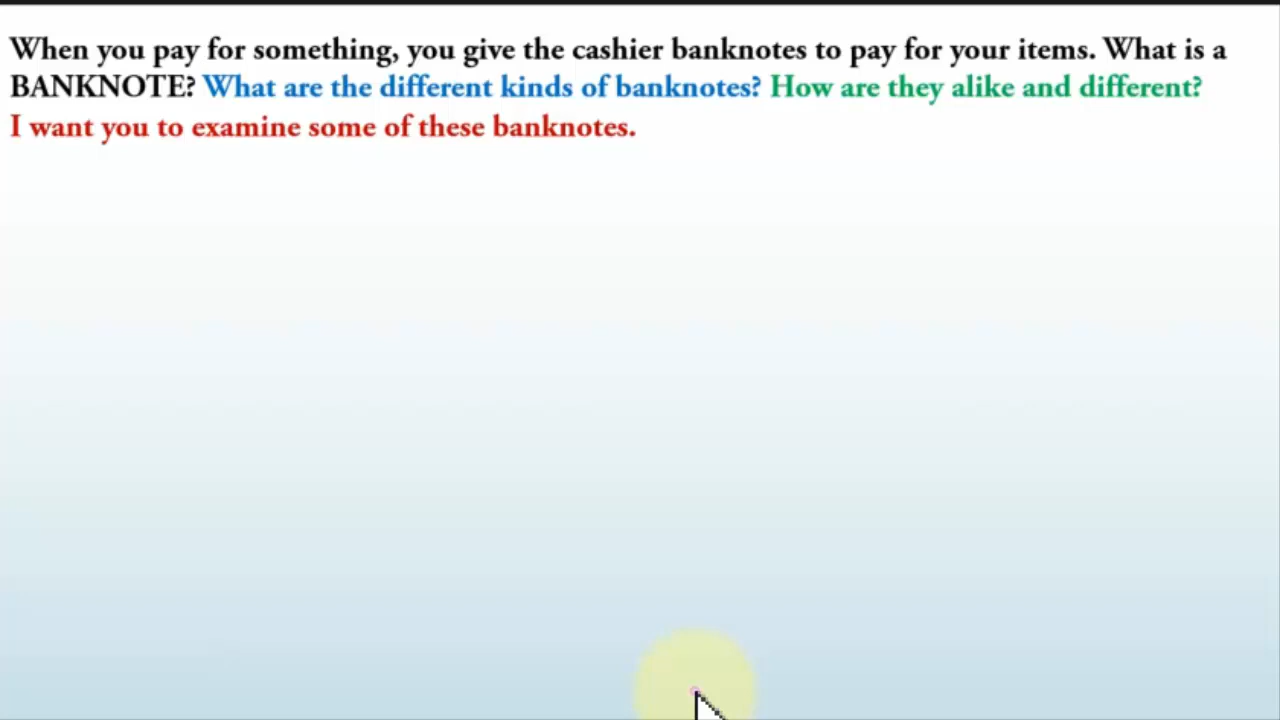 When you pay for something, you give the cashier banknotes to pay for your items. What is a
BANKNOTE? What are the different kinds of banknotes? How are they alike and different?
I want you to examine some of these banknotes.